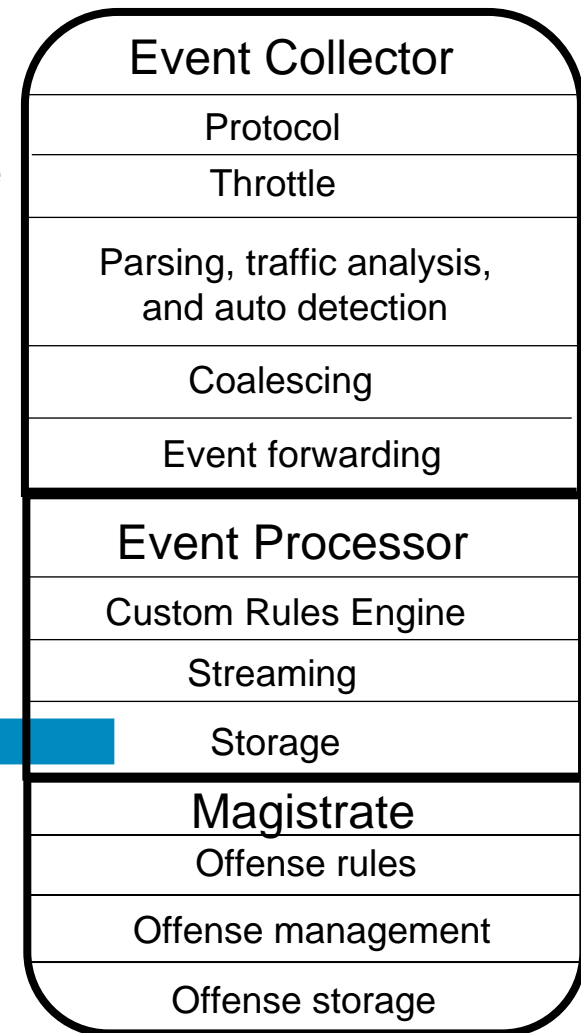 Event Collector
Protocol
Throttle
Parsing, traffic analysis,
and auto detection
Coalescing
Event forwarding
Event Processor
Custom Rules Engine
Streaming
Storage
Magistrate
Offense rules
Offense management
Offense storage